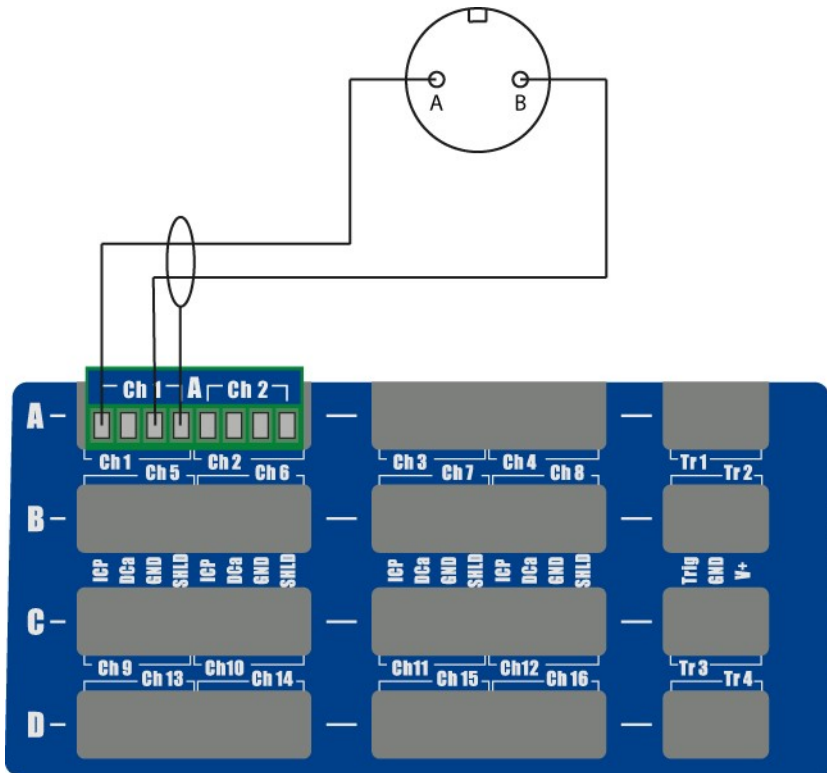 A B
Ch 1 A Ch 2
A
Ch 1 Ch 2 Ch 3 Ch 4 Tr 1
Ch 5 Ch 6 Ch 7 Ch 8 Tr 2
B
ICP DCa GND SHLD ICP DCa GND SHLD ICP DCa GND SHLD ICP DCa GND SHLD Trig GND V+
C
Ch 9 Ch10 Ch11 Ch12 Tr 3
Ch 13 Ch 14 Ch 15 Ch 16 Tr 4
D